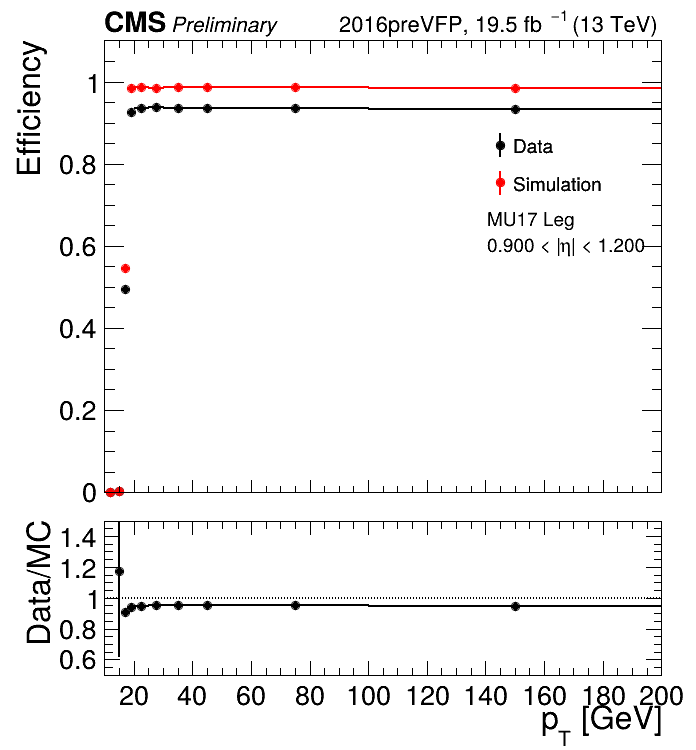 CMS Preliminary 2016preVFP, 19.5 fb⁻¹ (13 TeV)
Efficiency
1
0.8
0.6
0.4
0.2
0
Data
Simulation
MU17 Leg
0.900 < |η| < 1.200
Data/MC
1.4
1.2
1
0.8
0.6
20 40 60 80 100 120 140 160 180 200
p_T [GeV]